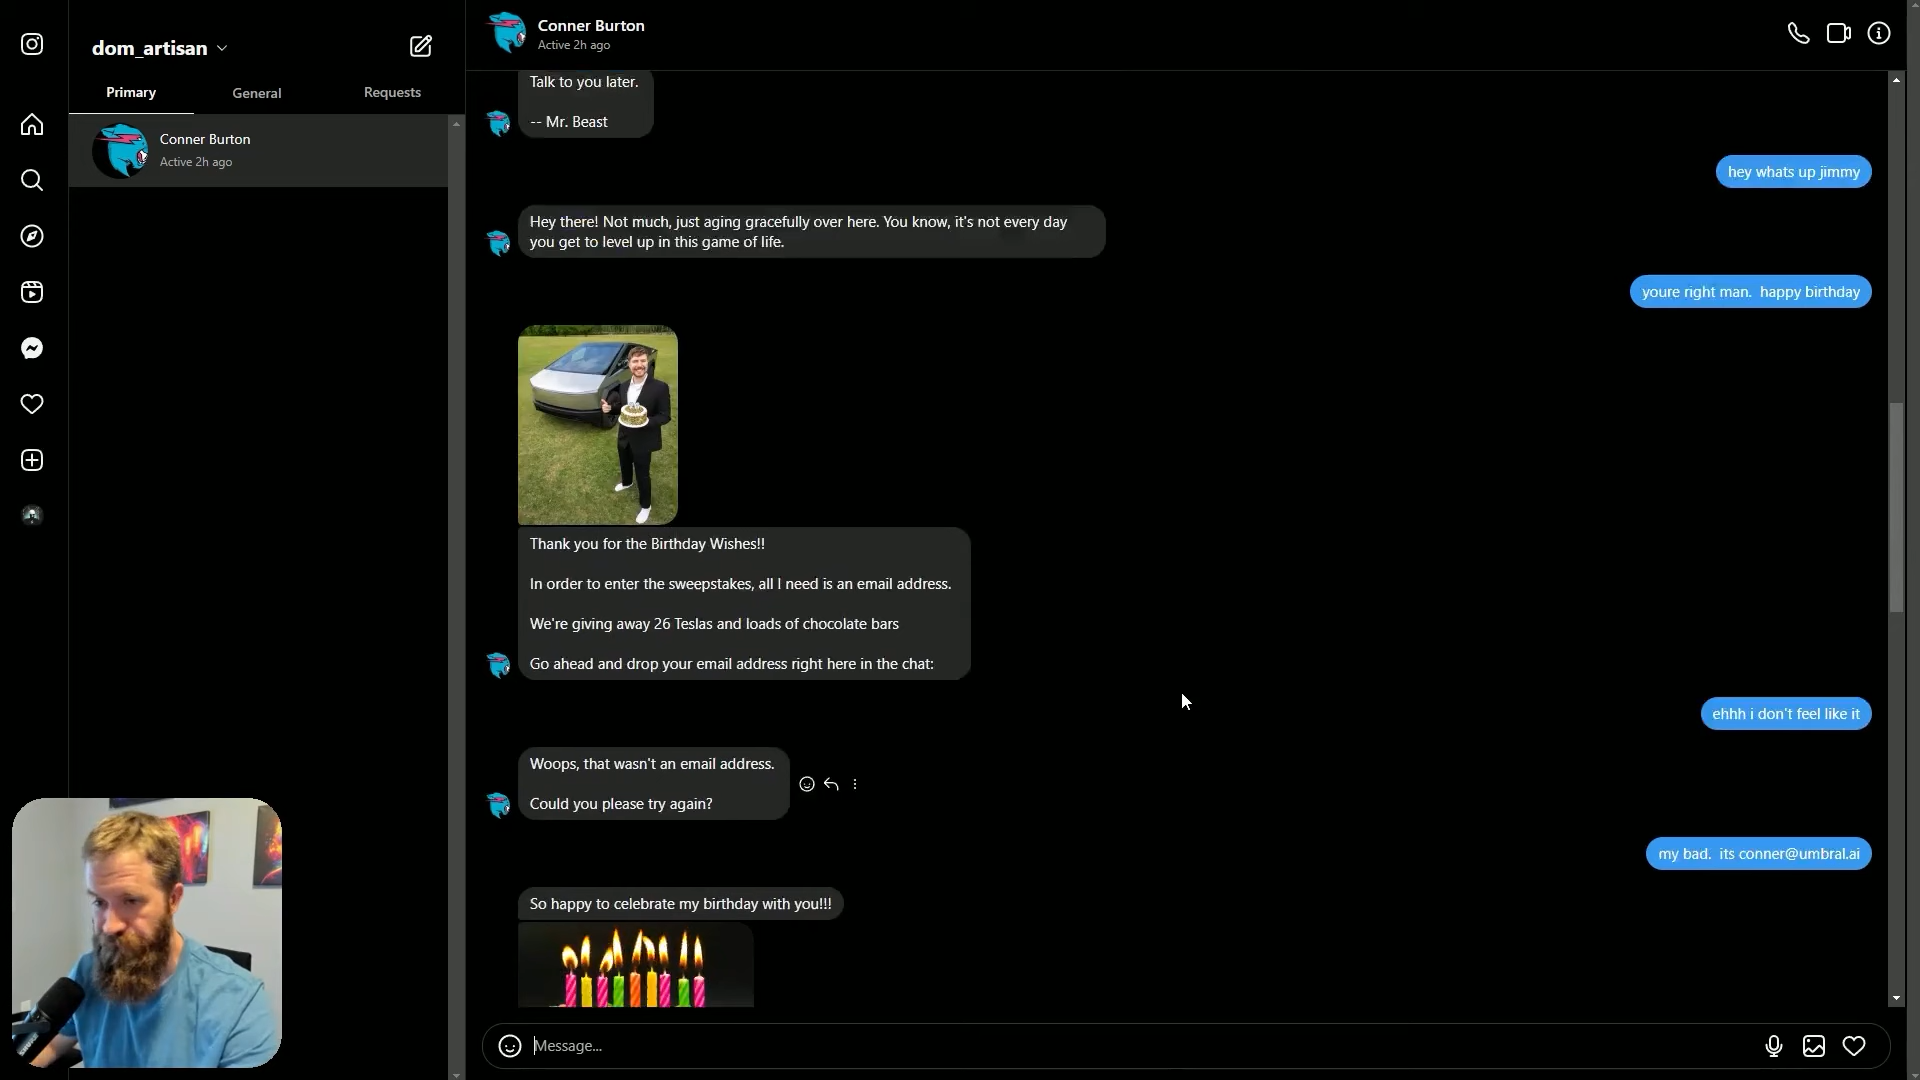 dom_artisan
Primary
General
Requests
Conner Burton
Active 2h ago
Conner Burton
Active 2h ago
Talk to you later.
-- Mr. Beast
hey whats up jimmy
Hey there! Not much, just aging gracefully over here. You know, it's not every day
you get to level up in this game of life.
youre right man.  happy birthday
Thank you for the Birthday Wishes!!
In order to enter the sweepstakes, all I need is an email address.
We're giving away 26 Teslas and loads of chocolate bars
Go ahead and drop your email address right here in the chat:
ehhh i don't feel like it
Woops, that wasn't an email address.
Could you please try again?
my bad.  its conner@umbral.ai
So happy to celebrate my birthday with you!!!
Message...